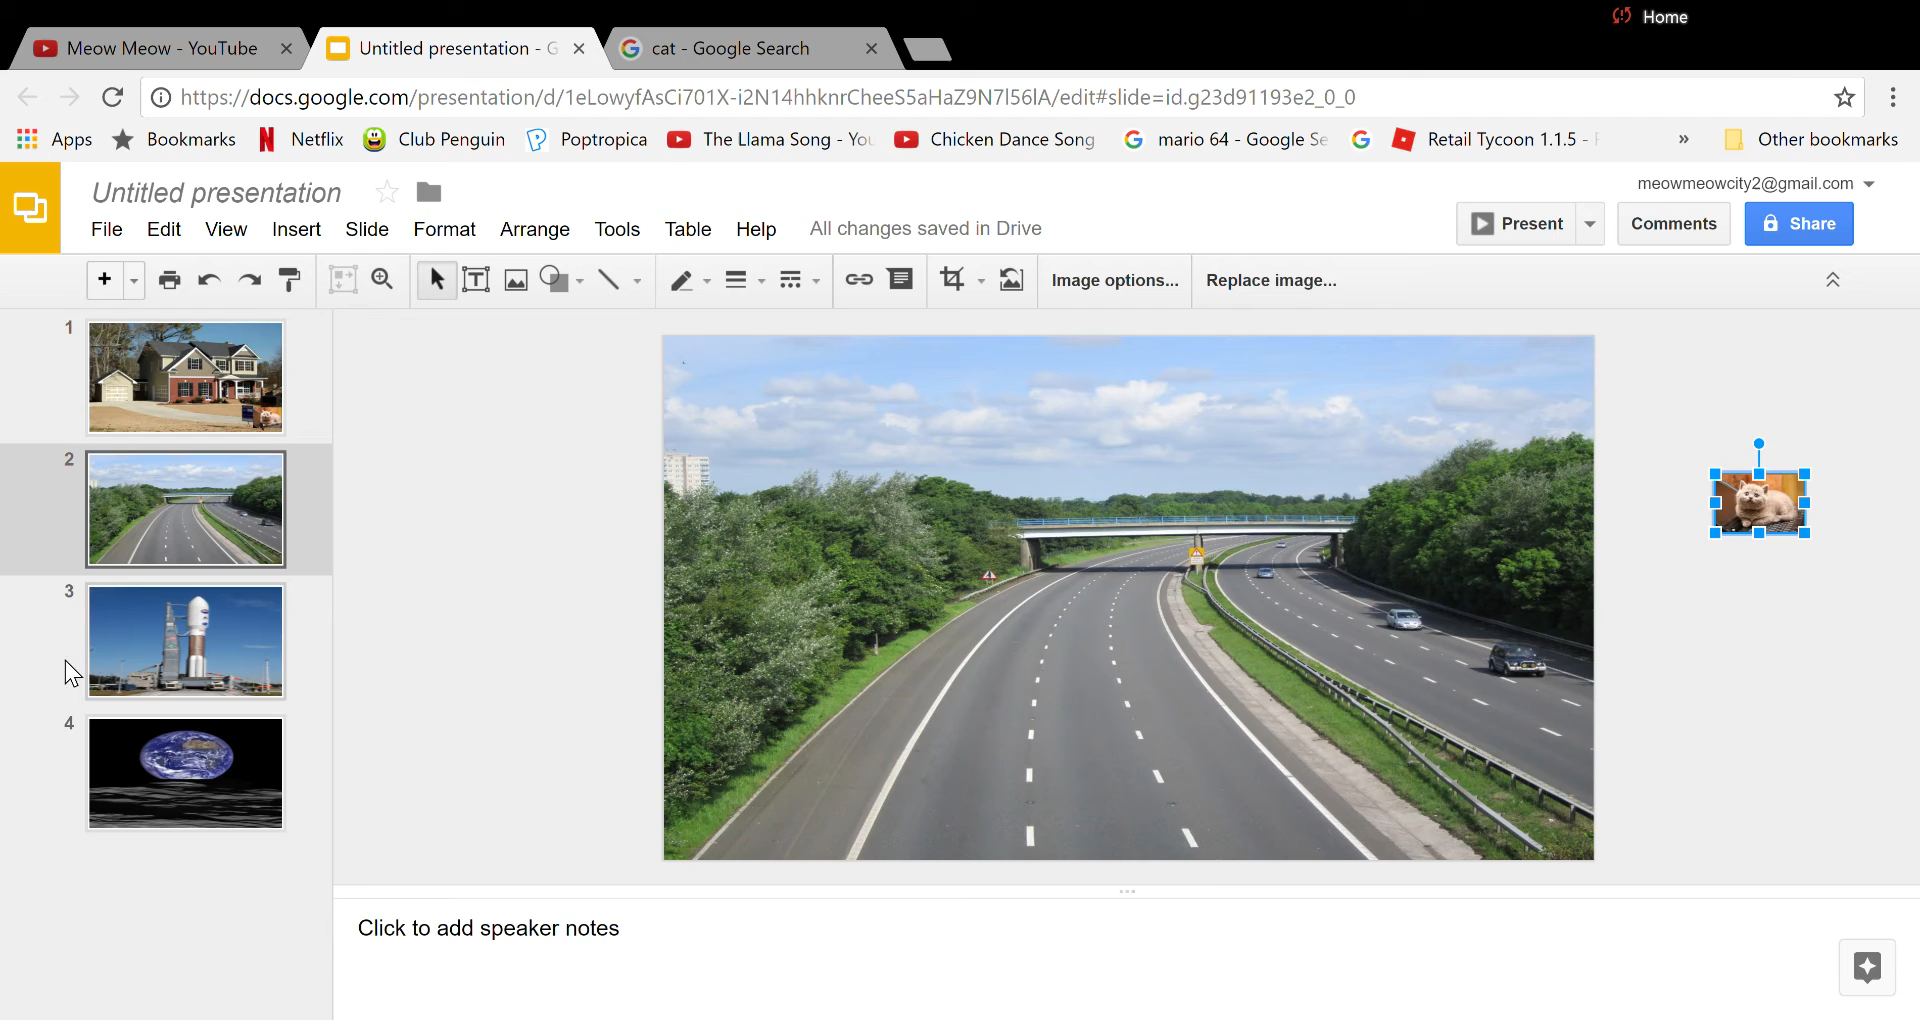 Home
Meow Meow - YouTube
Untitled presentation - G
cat - Google Search
https://docs.google.com/presentation/d/1eLowyfAsCi701X-i2N14hhknrCheeS5aHaZ9N7l56lA/edit#slide=id.g23d91193e2_0_0
Apps Bookmarks Netflix Club Penguin Poptropica The Llama Song - You Chicken Dance Song mario 64 - Google Se Retail Tycoon 1.1.5 - » Other bookmarks
Untitled presentation
meowmeowcity2@gmail.com
File Edit View Insert Slide Format Arrange Tools Table Help All changes saved in Drive
Present Comments Share
Image options... Replace image...
1
2
3
4
Click to add speaker notes